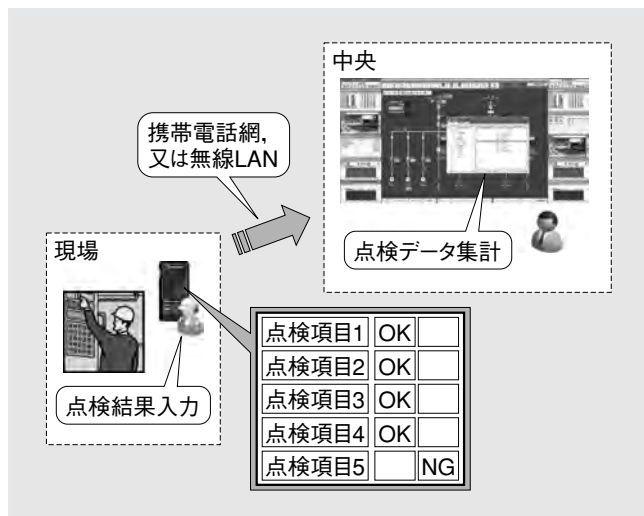 中央
携帯電話網，
又は無線LAN
点検データ集計
現場
点検結果入力
点検項目1 OK
点検項目2 OK
点検項目3 OK
点検項目4 OK
点検項目5 NG